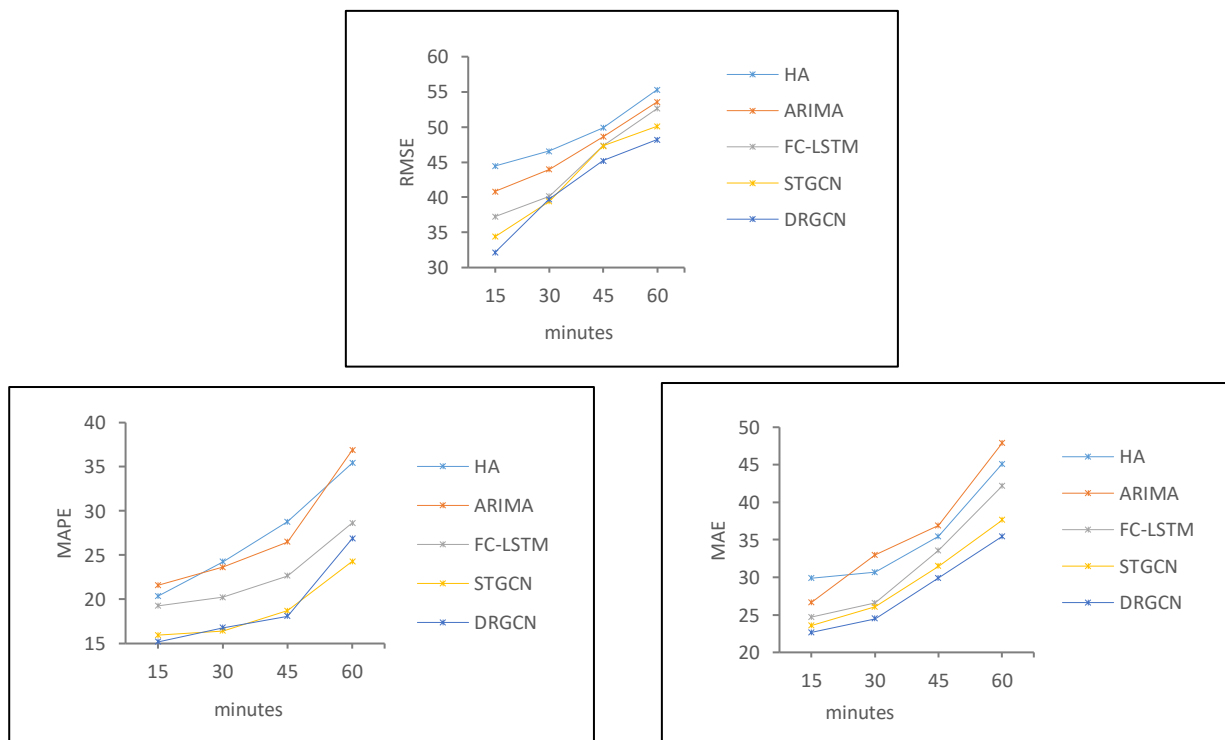 60
55
50
45
40
35
30
RMSE
15 30 45 60
minutes
HA
ARIMA
FC-LSTM
STGCN
DRGCN
40
35
30
25
20
15
MAPE
15 30 45 60
minutes
HA
ARIMA
FC-LSTM
STGCN
DRGCN
50
45
40
35
30
25
20
MAE
15 30 45 60
minutes
HA
ARIMA
FC-LSTM
STGCN
DRGCN